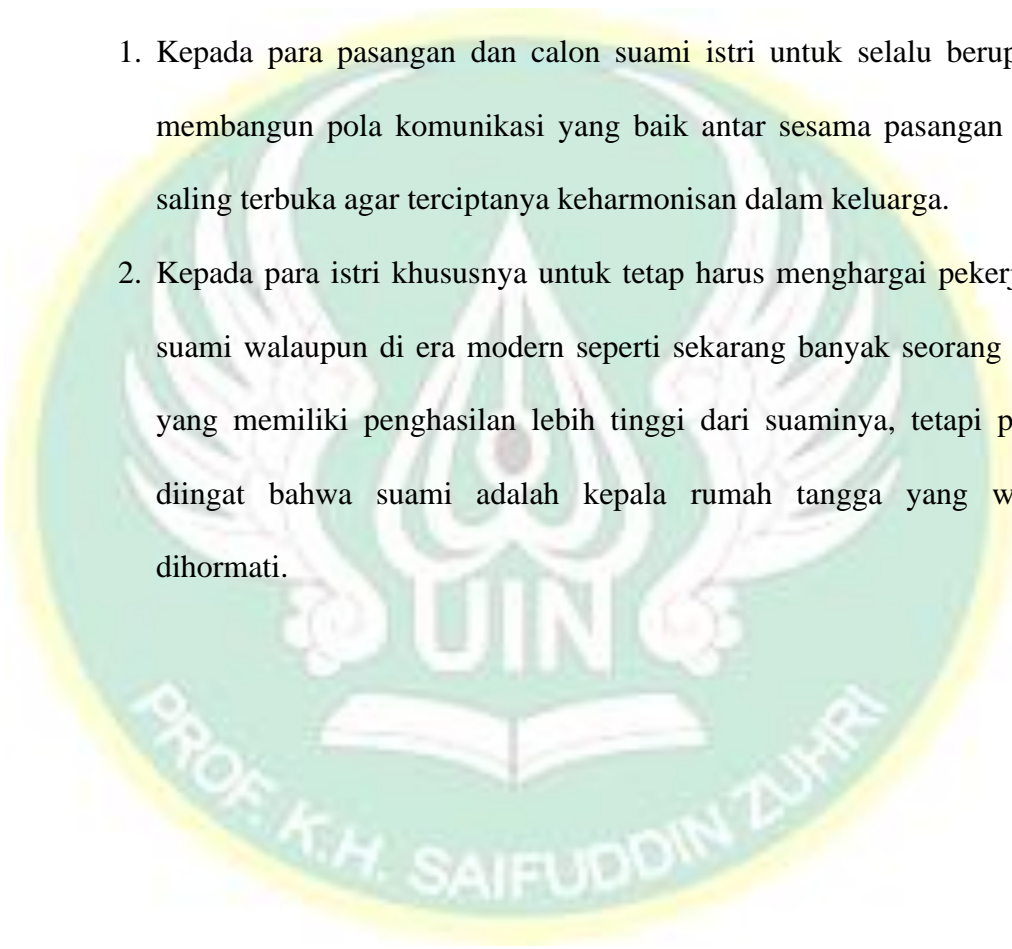 1. Kepada para pasangan dan calon suami istri untuk selalu
membangun pola komunikasi yang baik antar sesama pasangan
saling terbuka agar terciptanya keharmonisan dalam keluarga.
2. Kepada para istri khususnya untuk tetap harus menghargai
suami walaupun di era modern seperti sekarang banyak seorang
yang memiliki penghasilan lebih tinggi dari suaminya, tetapi
diingat bahwa suami adalah kepala rumah tangga yang
dihormati.
UIN
PROF. K.H. SAIFUDDIN ZUHRI